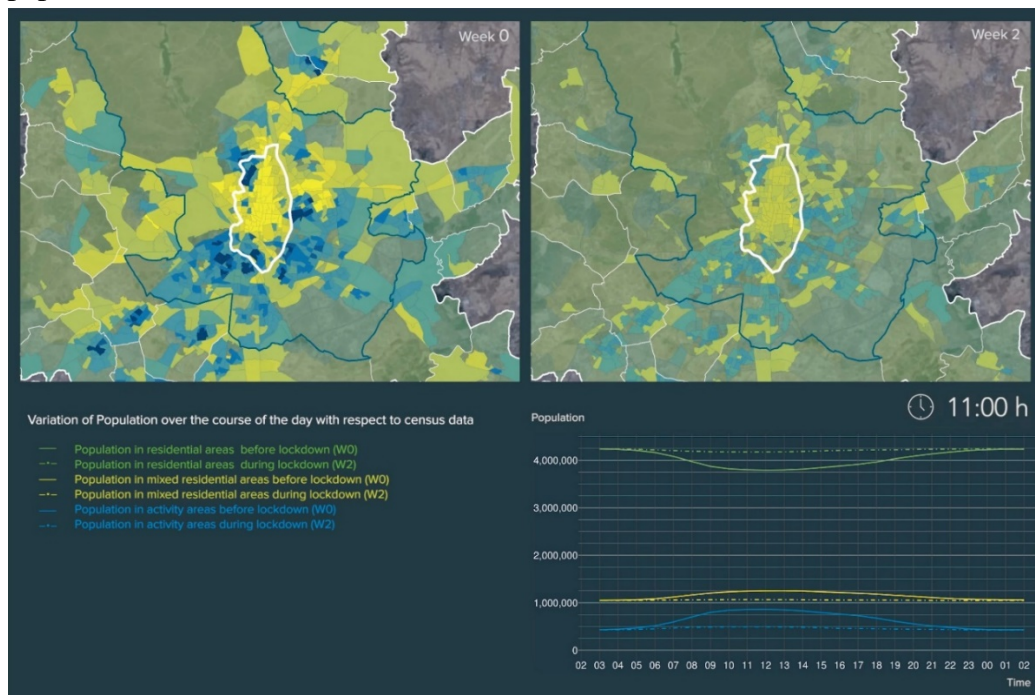 Week 0
Week 2
Variation of Population over the course of the day with respect to census data
Population in residential areas before lockdown (W0)
Population in residential areas during lockdown (W2)
Population in mixed residential areas before lockdown (W0)
Population in mixed residential areas during lockdown (W2)
Population in activity areas before lockdown (W0)
Population in activity areas during lockdown (W2)
11:00 h
Population
4,000,000
3,000,000
2,000,000
1,000,000
0
02 03 04 05 06 07 08 09 10 11 12 13 14 15 16 17 18 19 20 21 22 23 00 01 02
Time